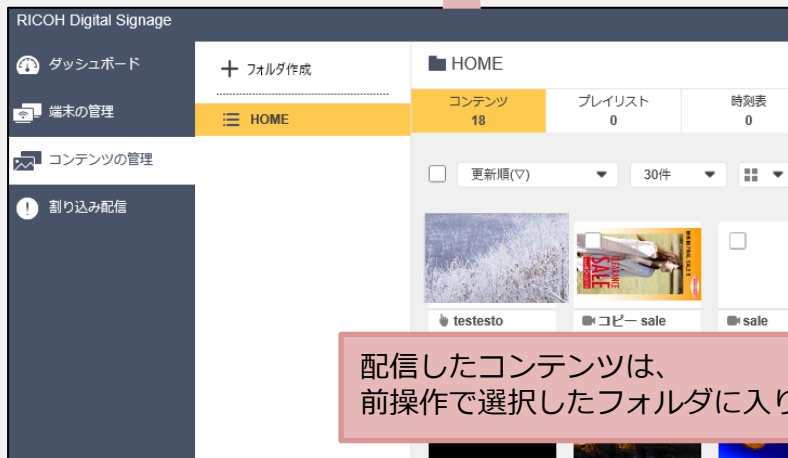 RICOH Digital Signage
ダッシュボード
端末の管理
コンテンツの管理
割り込み配信
フォルダ作成
HOME
HOME
コンテンツ
18
プレイリスト
0
時刻表
0
更新順(▽)
30件
SALE
testesto
コピー sale
sale
配信したコンテンツは、
前操作で選択したフォルダに入り